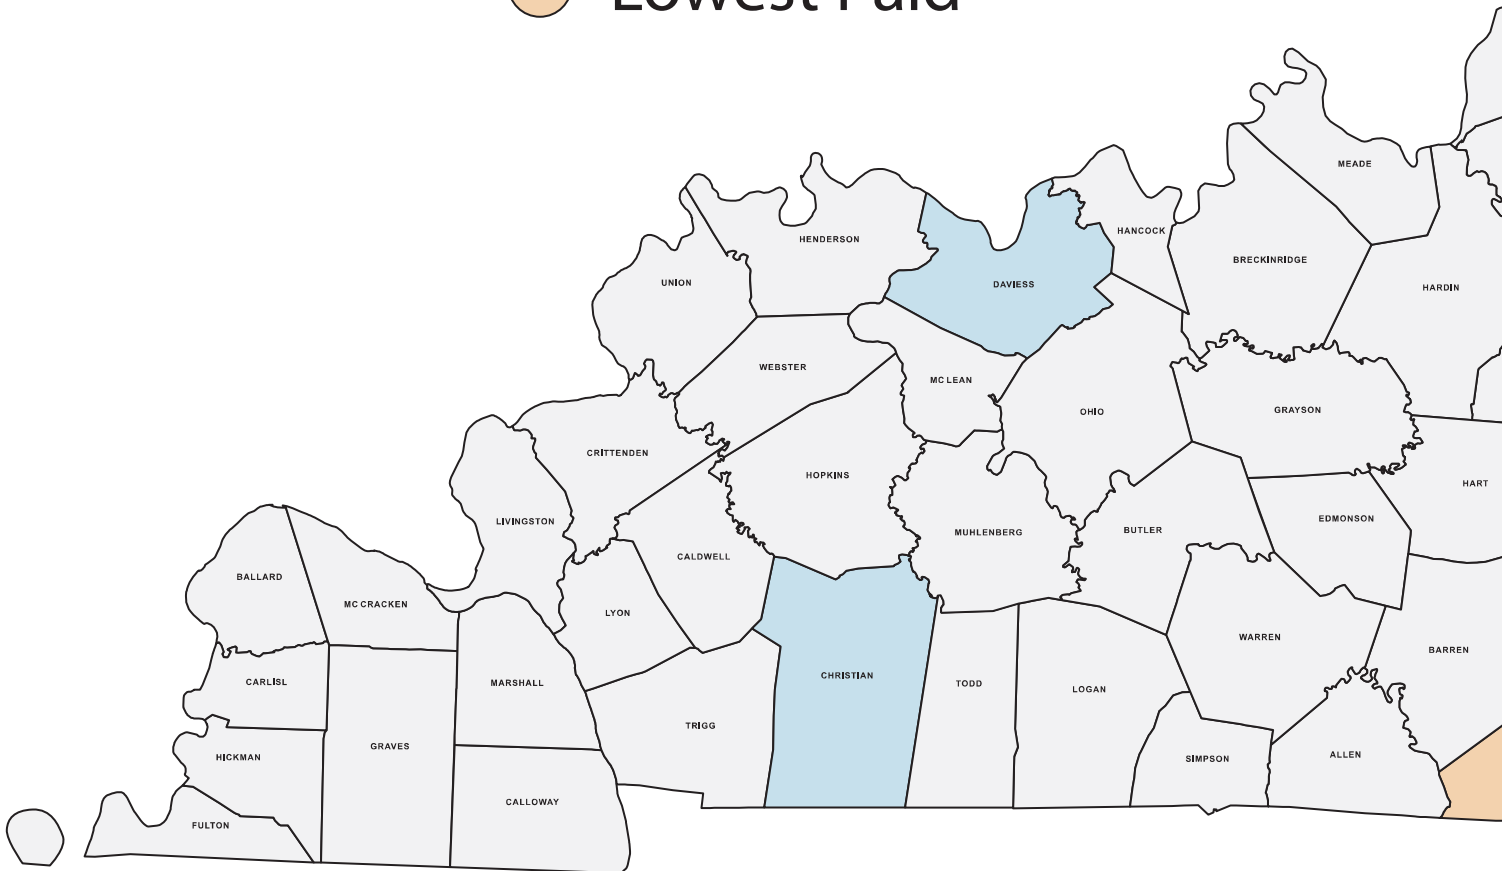 Lowest Paid
MEADE
HANCOCK
HENDERSON
BRECKINRIDGE
UNION
DAVIESS
HARDIN
WEBSTER
MC LEAN
OHIO
GRAYSON
CRITTENDEN
HOPKINS
HART
LIVINGSTON
EDMONSON
MUHLENBERG
BUTLER
CALDWELL
BALLARD
MC CRACKEN
LYON
WARREN
BARREN
CARLISL
MARSHALL
CHRISTIAN
TODD
LOGAN
TRIGG
GRAVES
HICKMAN
SIMPSON
ALLEN
CALLOWAY
FULTON